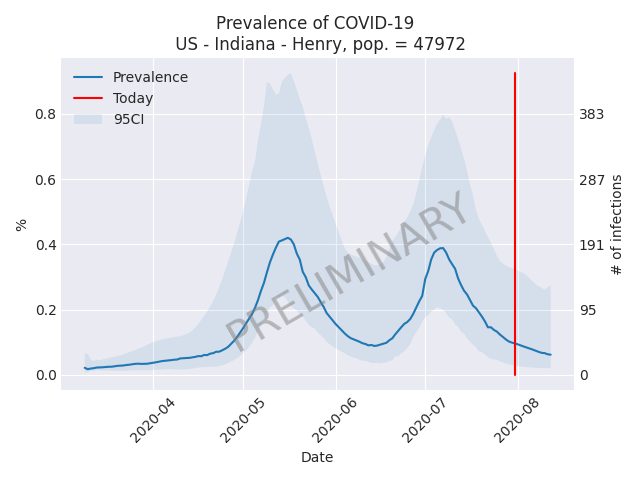 Prevalence of COVID-19
US - Indiana - Henry, pop. = 47972
Prevalence
Today
95CI
PRELIMINARY
%
0.8
0.6
0.4
0.2
0.0
383
287
191
95
0
# of infections
2020-04
2020-05
2020-06
2020-07
2020-08
Date